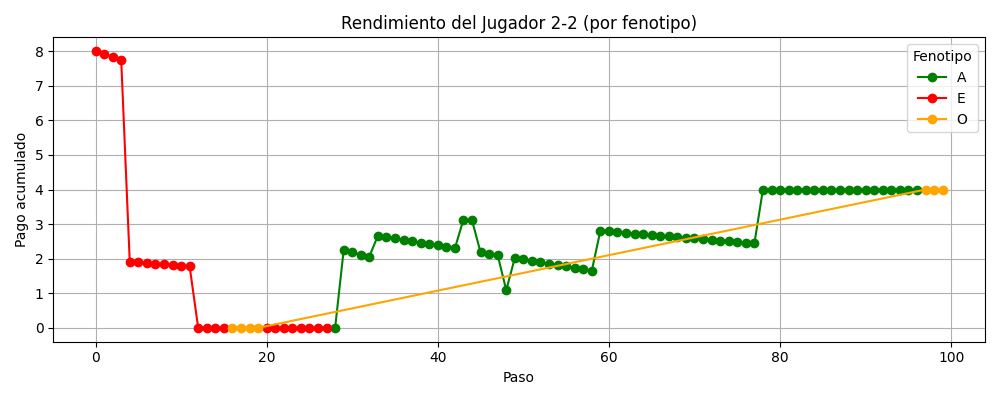 Rendimiento del Jugador 2-2 (por fenotipo)
Pago acumulado
8
7
6
5
4
3
2
1
0
Fenotipo
A
E
O
0 20 40 60 80 100
Paso